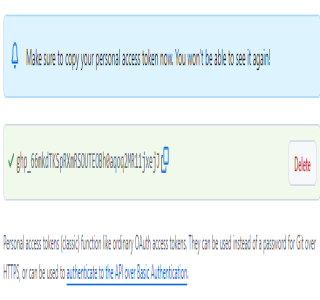 Make sure to copy your personal access token now. You won't be able to see it again!
Delete
Personal access tokens (classic) function like ordinary OAuth access tokens. They can be used instead of a password for Git over
HTTPS, or can be used to authenticate to the API over Basic Authentication.